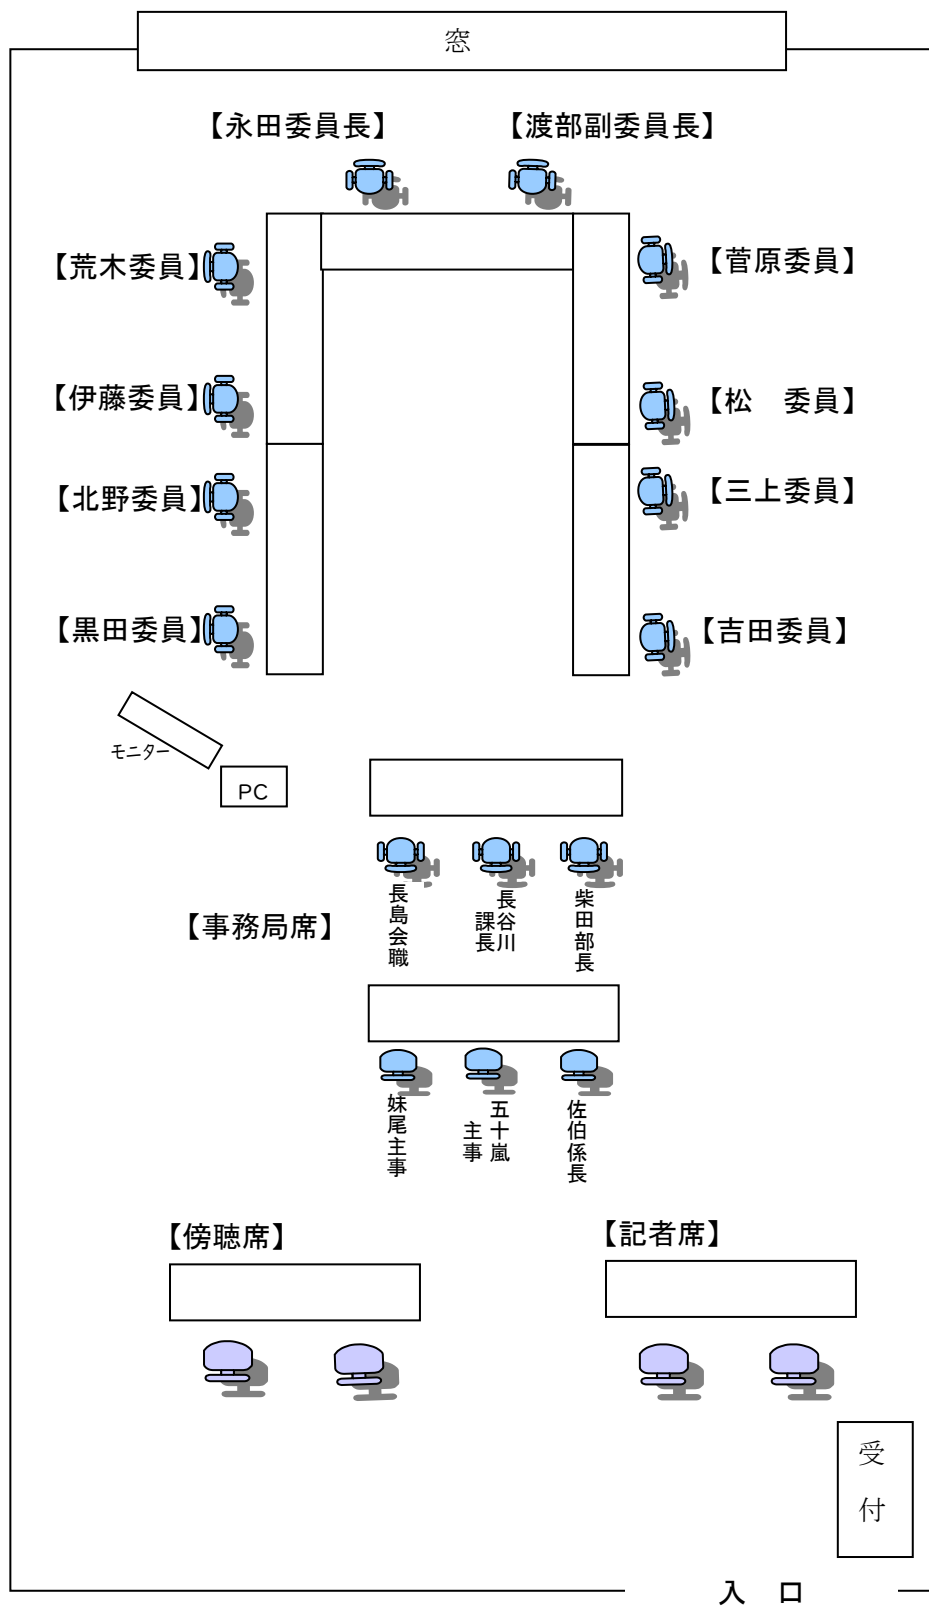 窓
【永田委員長】
【渡部副委員長】
【荒木委員】
【菅原委員】
【伊藤委員】
【松　委員】
【北野委員】
【三上委員】
【黒田委員】
【吉田委員】
モニター
PC
【事務局席】
長島会職
長谷川
課長
柴田部長
妹尾主事
五十嵐
主事
佐伯係長
【傍聴席】
【記者席】
受付
入　口